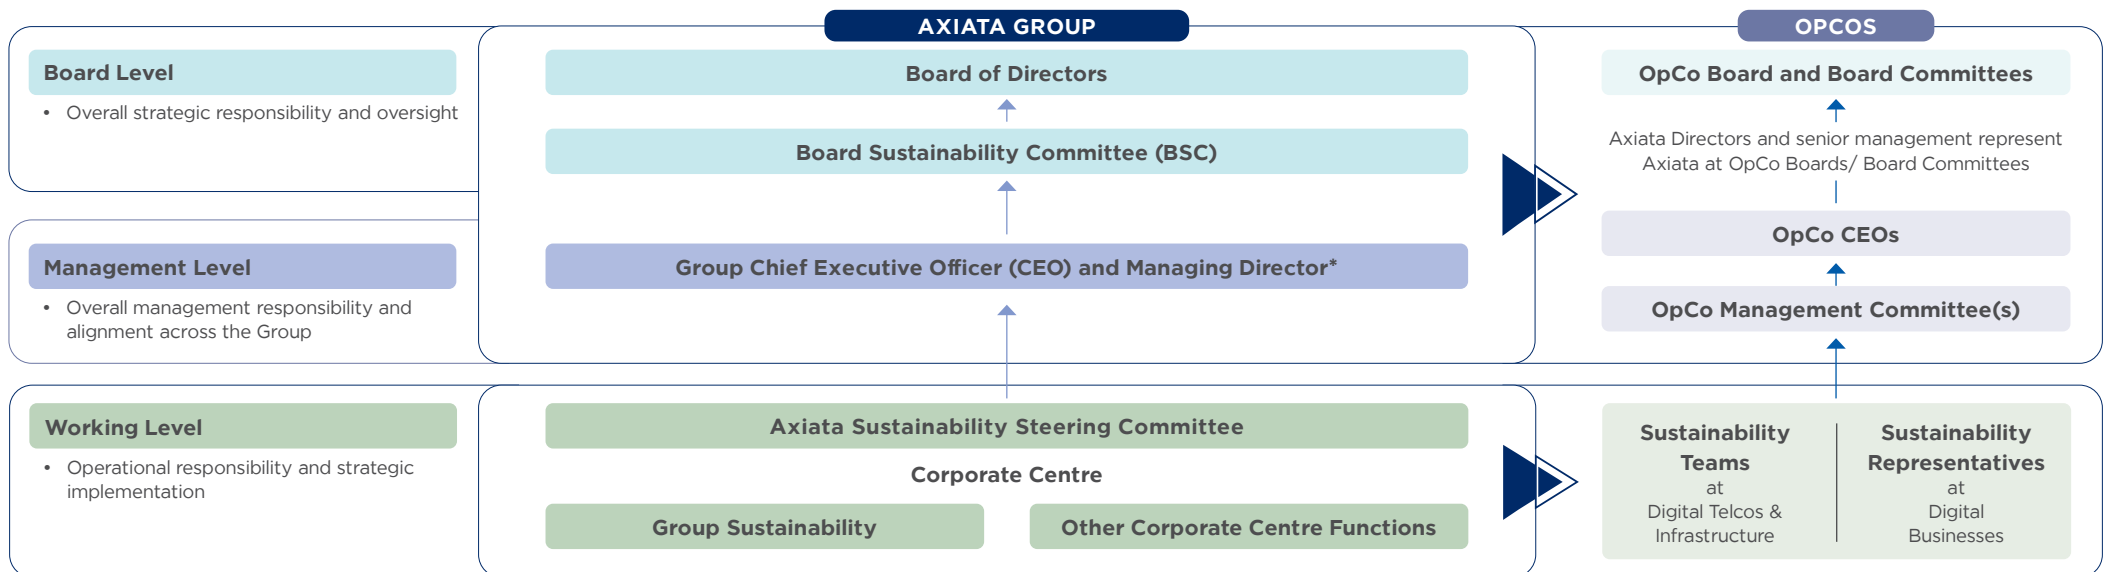 AXIATA GROUP
OPCOS
Board Level
• Overall strategic responsibility and oversight
Board of Directors
Board Sustainability Committee (BSC)
OpCo Board and Board Committees
Axiata Directors and senior management represent
Axiata at OpCo Boards/ Board Committees
Management Level
• Overall management responsibility and
alignment across the Group
Group Chief Executive Officer (CEO) and Managing Director*
OpCo CEOs
OpCo Management Committee(s)
Working Level
• Operational responsibility and strategic
implementation
Axiata Sustainability Steering Committee
Corporate Centre
Group Sustainability
Other Corporate Centre Functions
Sustainability
Teams
at
Digital Telcos &
Infrastructure
Sustainability
Representatives
at
Digital
Businesses